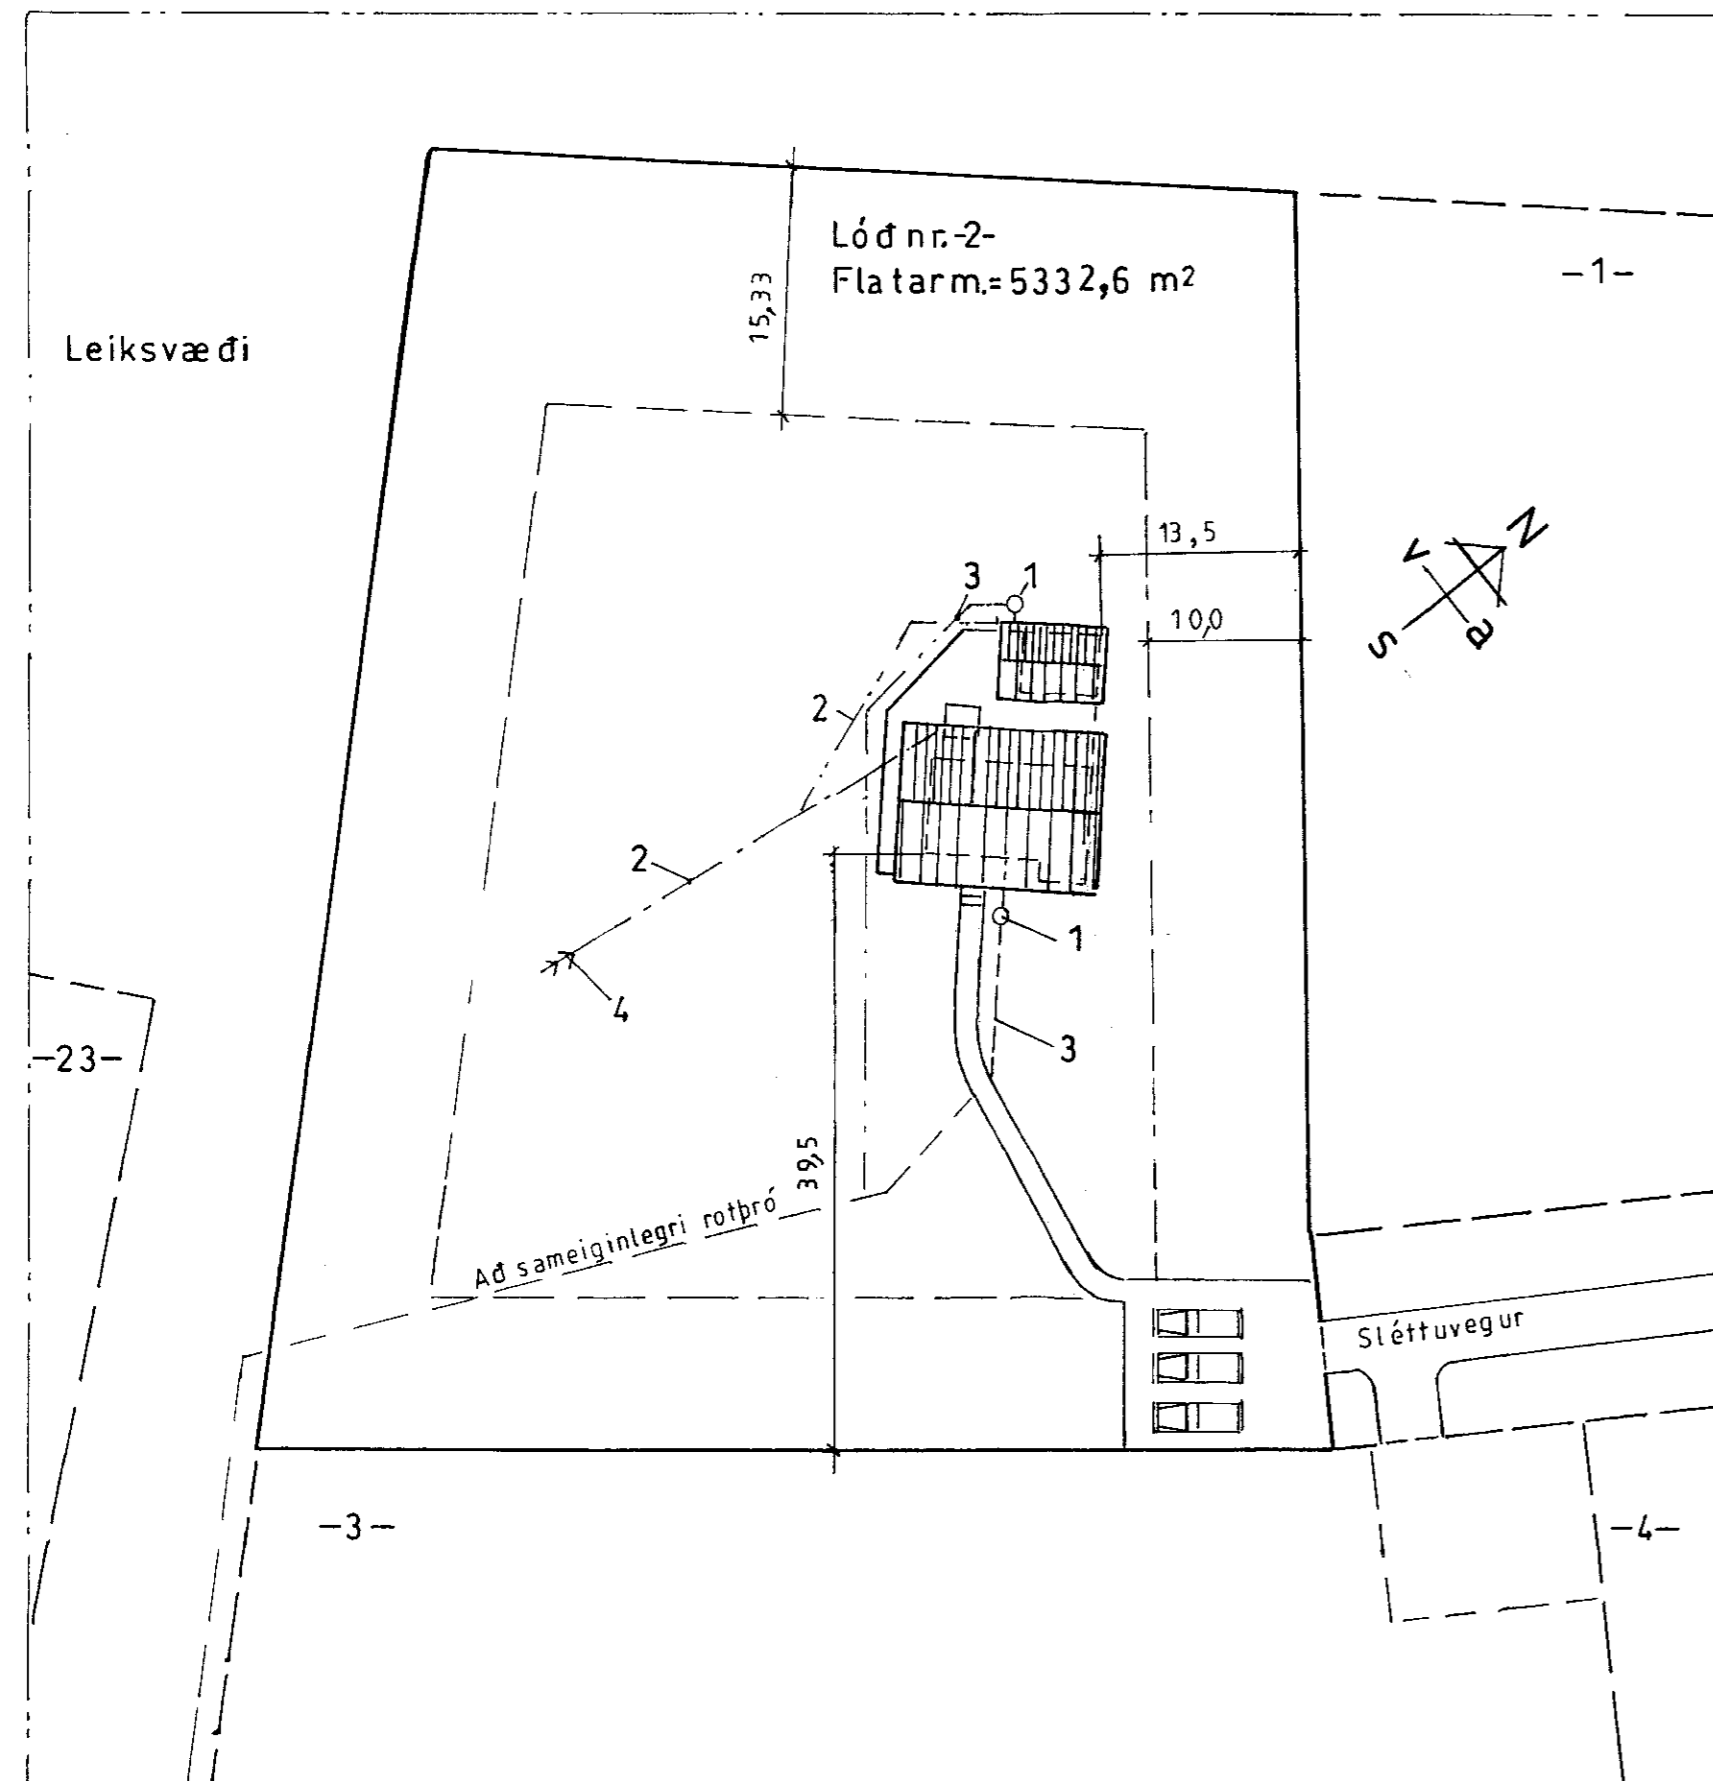 Lóð nr.-2-
Flatarm.=5332,6 m²
-1-
15,33
Leiksvæði
13,5
N
V
S
a
10,0
3
1
2
2
1
4
3
-23-
39,5
Að sameiginlegri rotþró
Sléttuvegur
-3-
-4-